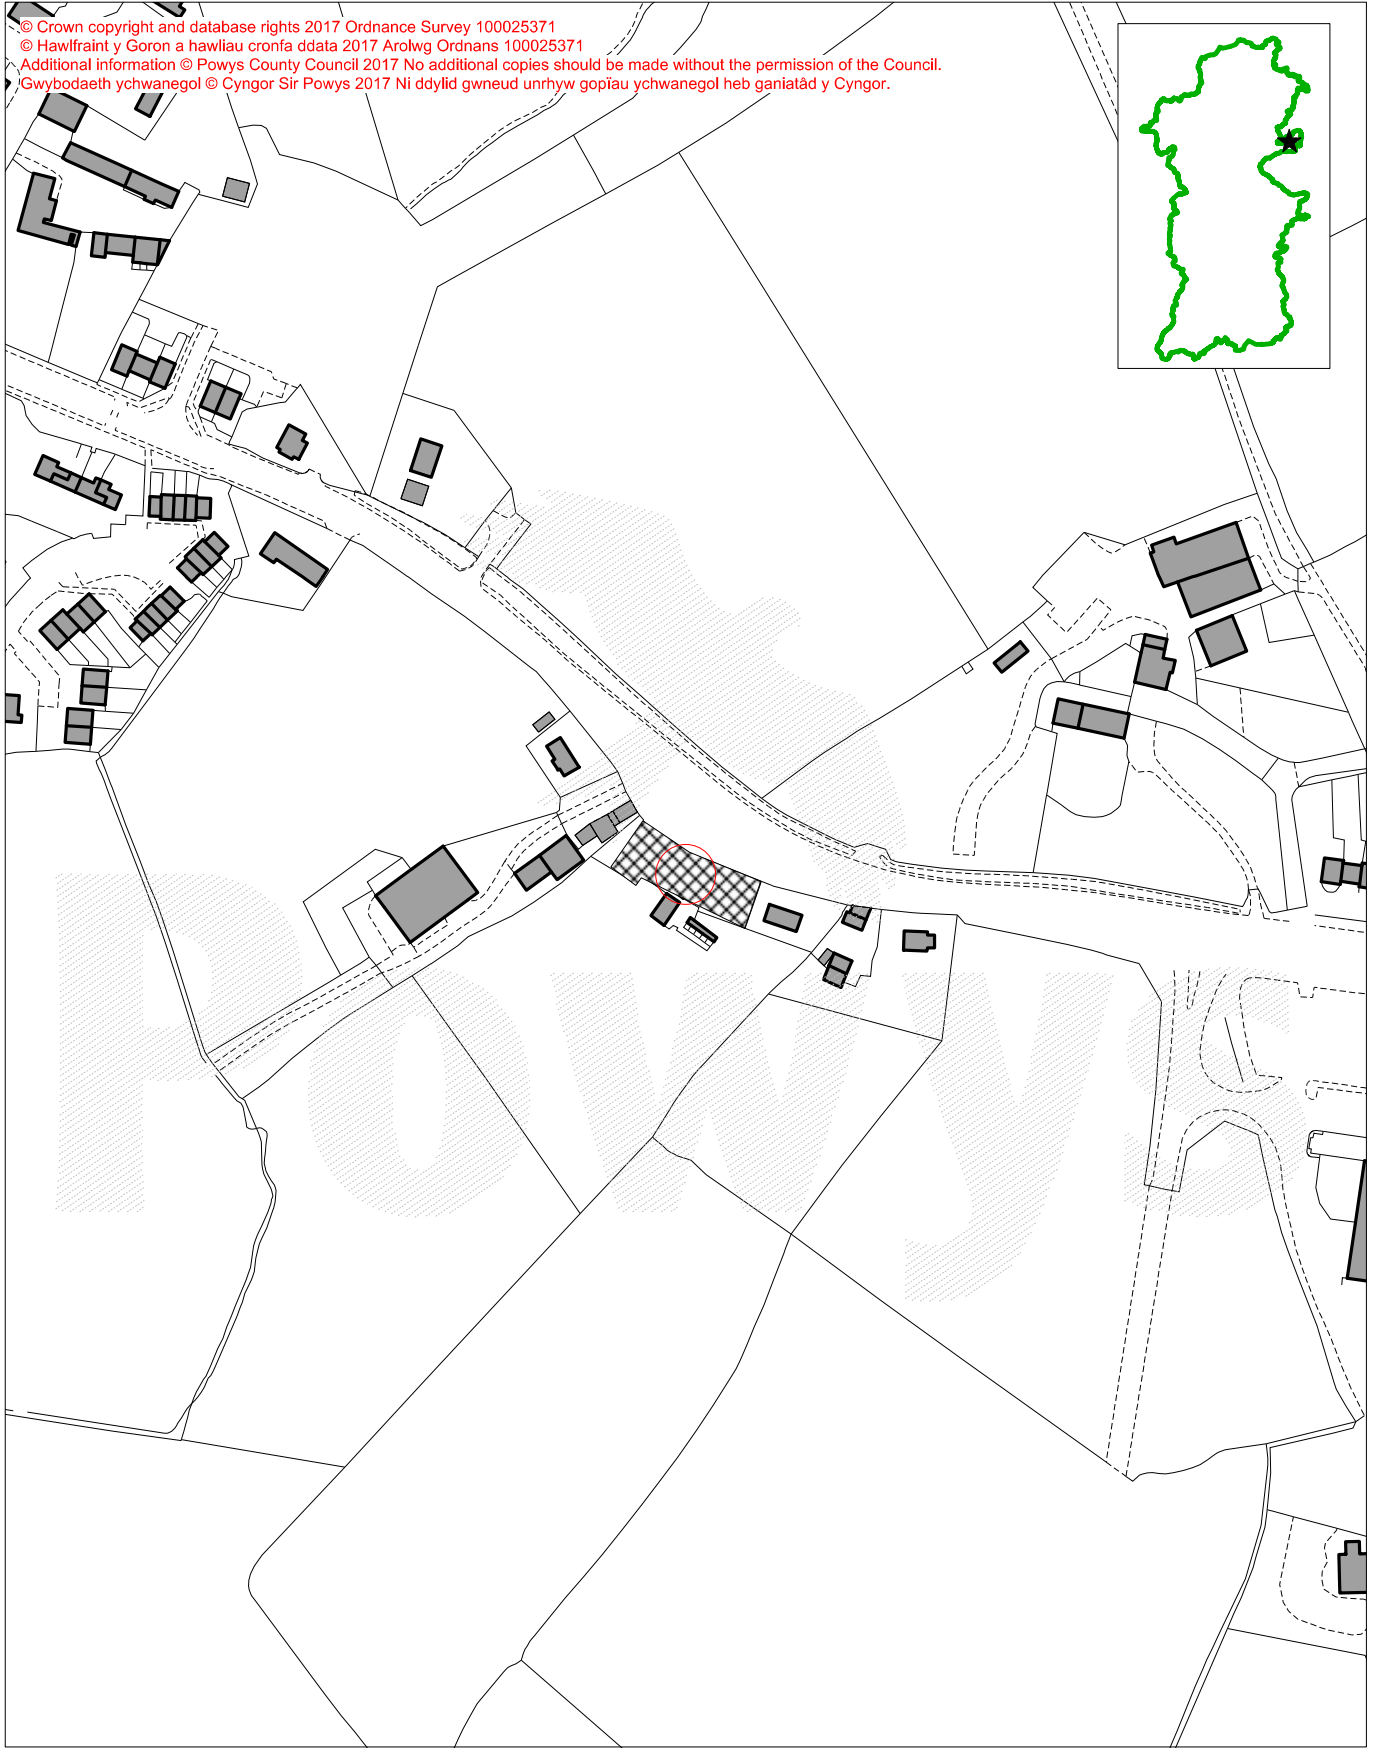 © Crown copyright and database rights 2017 Ordnance Survey 100025371
© Hawlfraint y Goron a hawliau cronfa ddata 2017 Arolwg Ordnans 100025371
Additional information © Powys County Council 2017 No additional copies should be made without the permission of the Council.
Gwybodaeth ychwanegol © Cyngor Sir Powys 2017 Ni ddylid gwneud unrhyw gopïau ychwanegol heb ganiatâd y Cyngor.
Powys